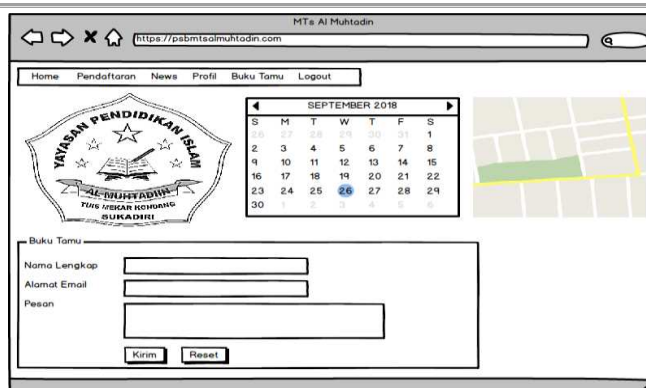 MTs Al Muhtadin
https://psbmtsalmuhtadin.com
Home Pendaftaran News Profil Buku Tamu Logout
YAYASAN PENDIDIKAN ISLAM
AL-MUHTADIIN
SUKADIRI
SEPTEMBER 2018
S M T W T F S
26 27 28 29 30 31 1
2 3 4 5 6 7 8
9 10 11 12 13 14 15
16 17 18 19 20 21 22
23 24 25 26 27 28 29
30 1 2 3 4 5 6
Buku Tamu
Nama Lengkap
Alamat Email
Pesan
Kirim Reset